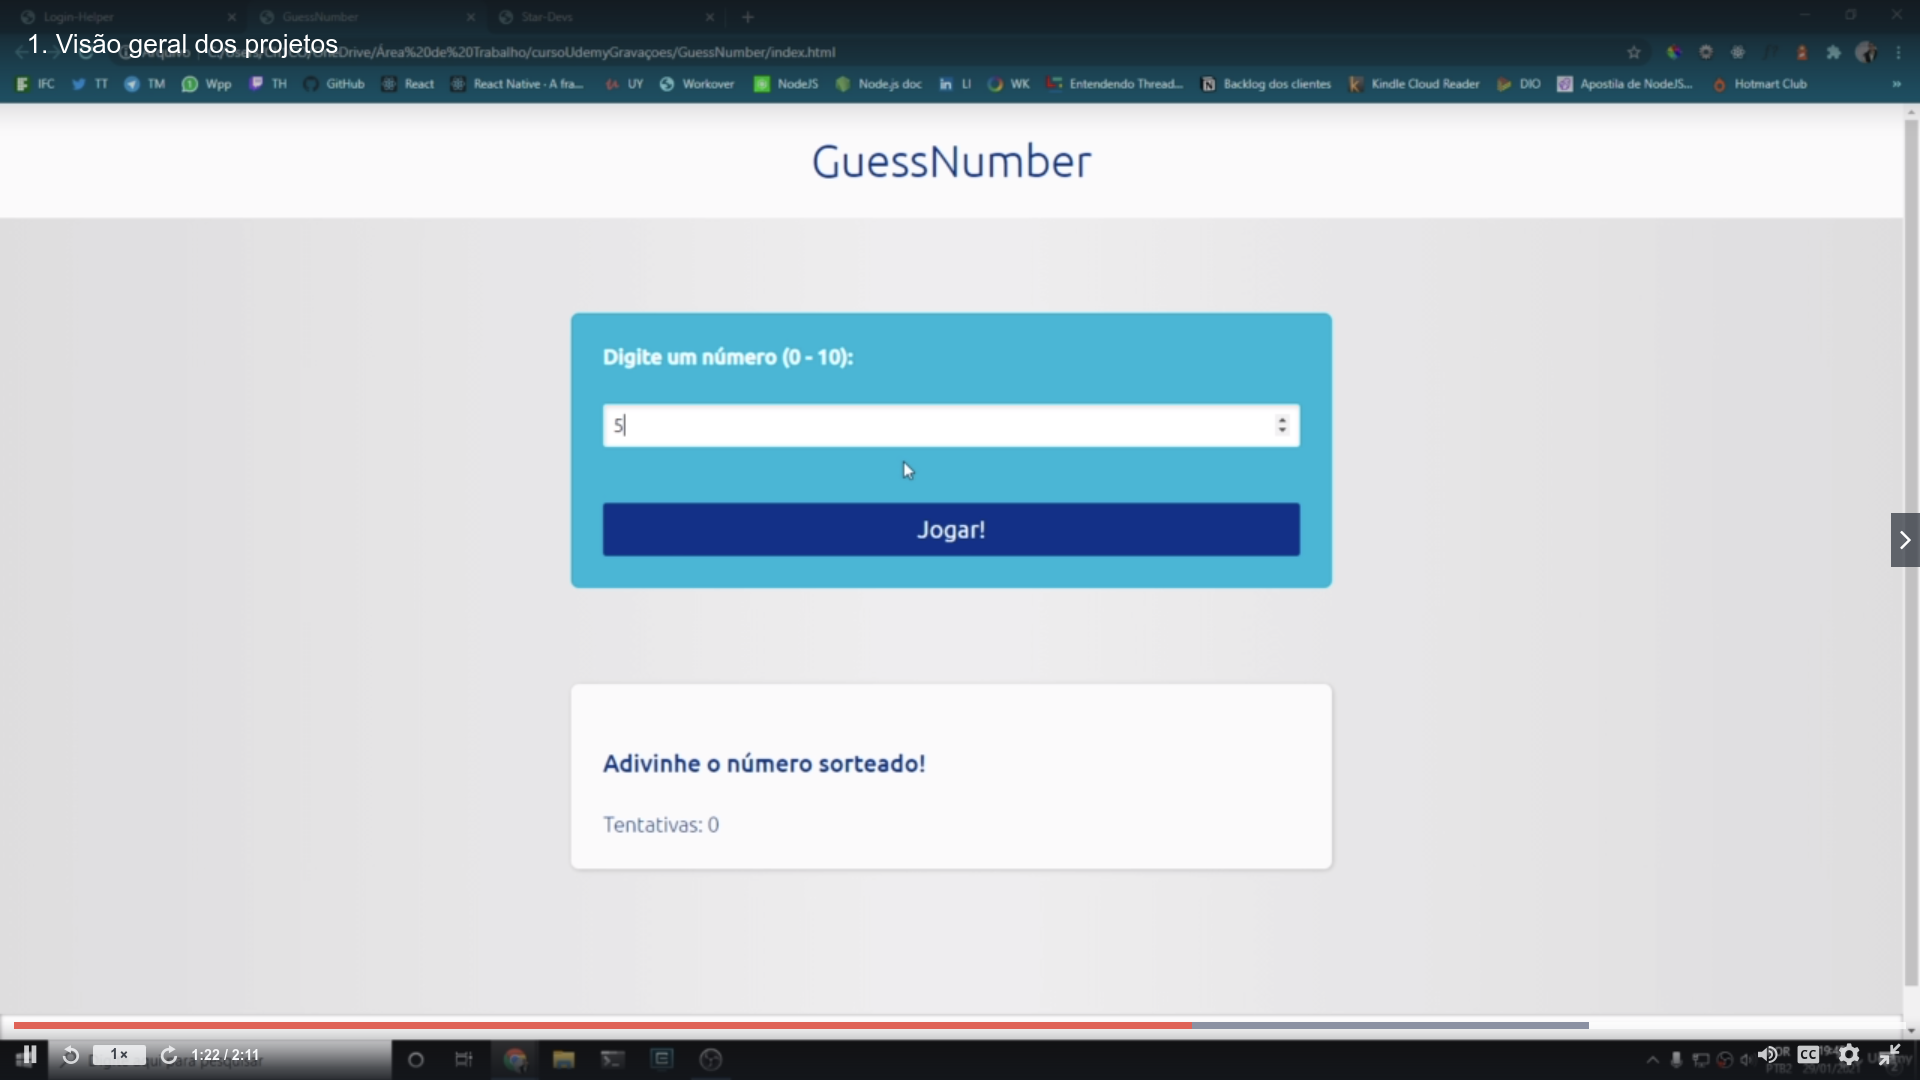 Login-Helper
GuessNumber
Star-Devs
1. Visão geral dos projetos
Drive/Área%20de%20Trabalho/cursoUdemyGravaçoes/GuessNumber/index.html
IFC TT TM Wpp TH GitHub React React Native - A fra... UY Workover NodeJS Node.js doc LI WK Entendendo Thread... Backlog dos clientes Kindle Cloud Reader DIO Apostila de NodeJS... Hotmart Club »
GuessNumber
Digite um número (0 - 10):
5
Jogar!
Adivinhe o número sorteado!
Tentativas: 0
1× 1:22 / 2:11
CC